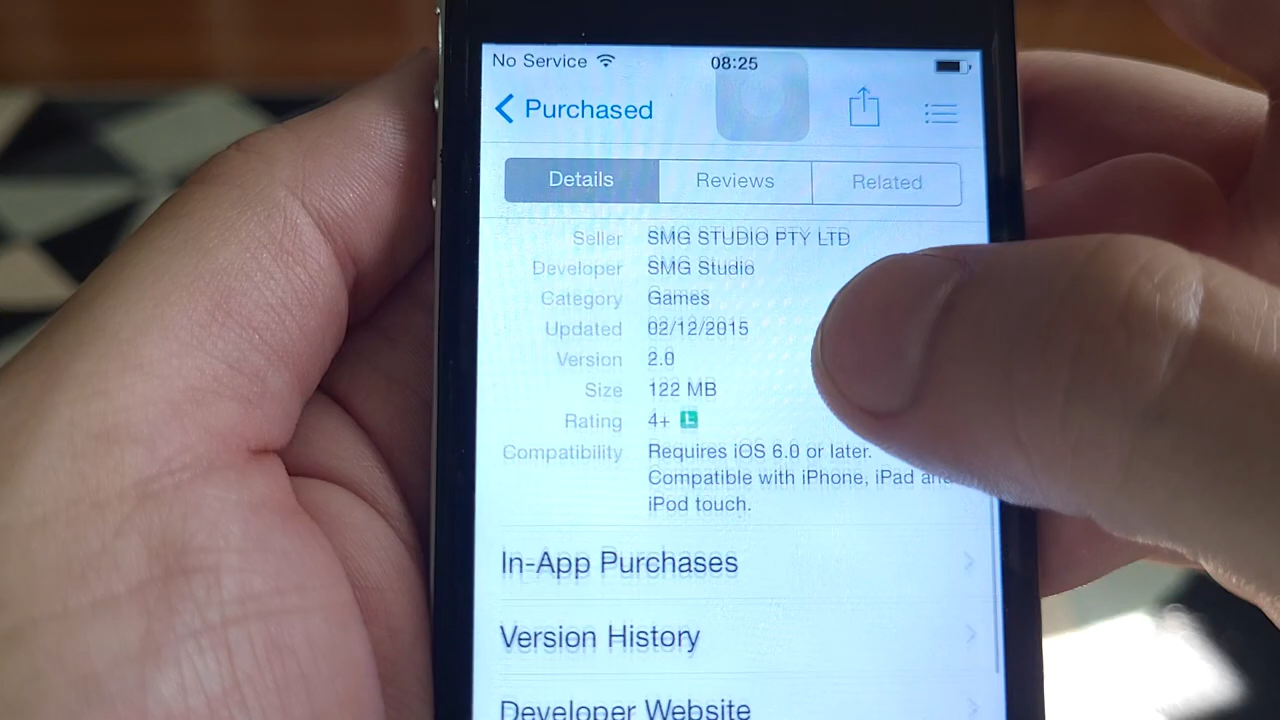 No Service 08:25
Purchased
Details Reviews Related
Seller SMG STUDIO PTY LTD
Developer SMG Studio
Category Games
Updated 02/12/2015
Version 2.0
Size 122 MB
Rating 4+ L
Compatibility Requires iOS 6.0 or later.
Compatible with iPhone, iPad and
iPod touch.
In-App Purchases
Version History
Developer Website